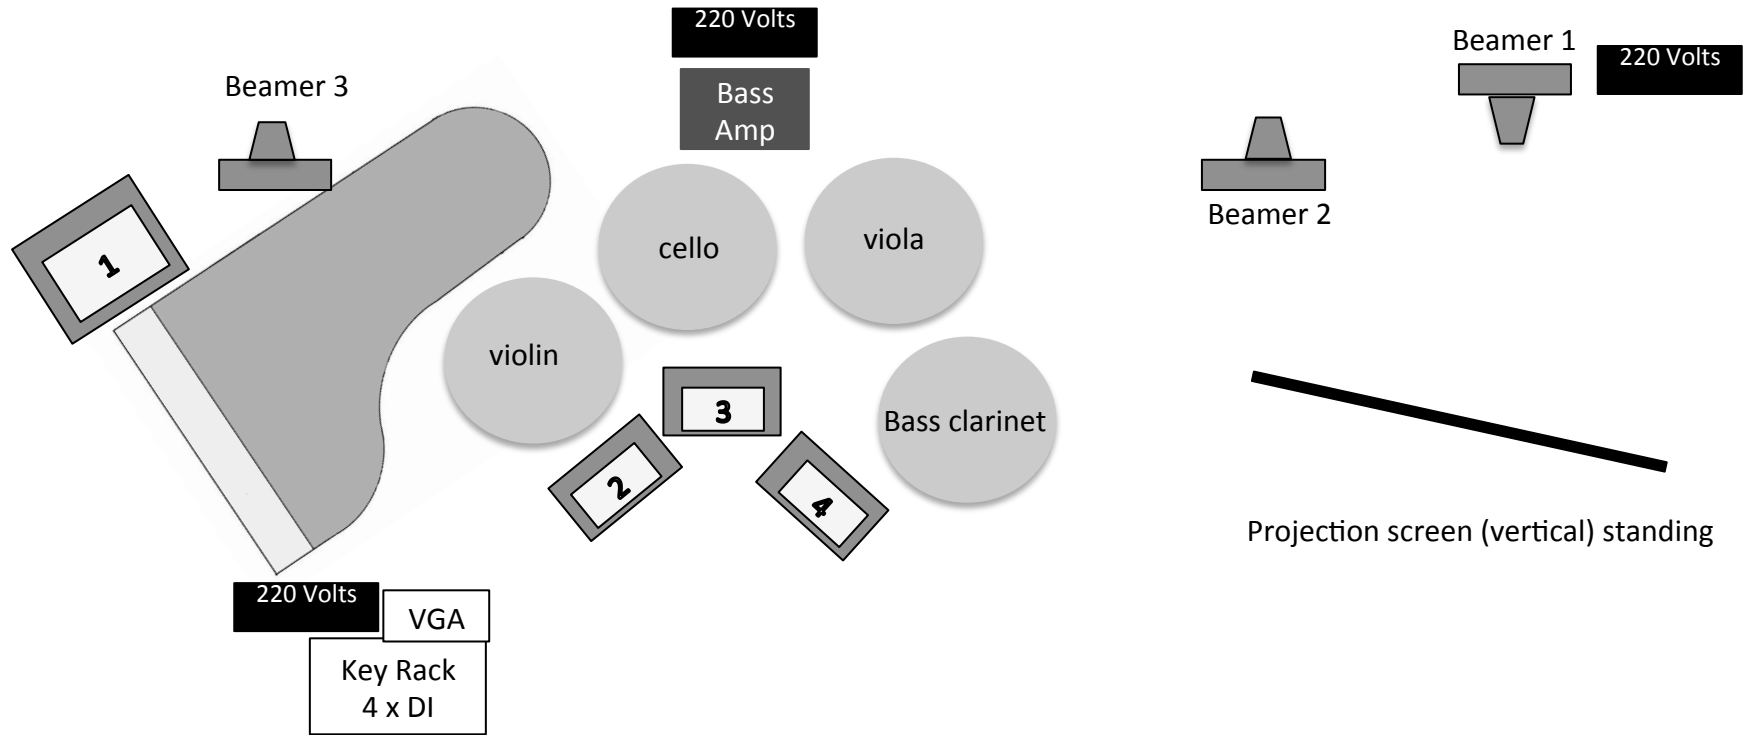 220 Volts
Beamer 1
220 Volts
Beamer 3
Bass
Amp
Beamer 2
cello
viola
1
violin
3
Bass clarinet
2
4
Projection screen (vertical) standing
220 Volts
VGA
Key Rack
4 x DI